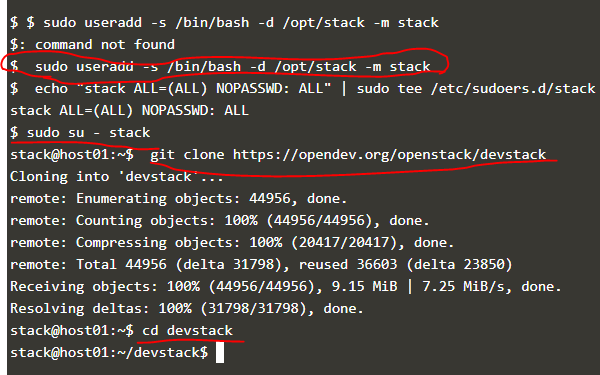 $ $ sudo useradd -s /bin/bash -d /opt/stack -m stack
$: command not found
$  sudo useradd -s /bin/bash -d /opt/stack -m stack
$  echo "stack ALL=(ALL) NOPASSWD: ALL" | sudo tee /etc/sudoers.d/stack
stack ALL=(ALL) NOPASSWD: ALL
$ sudo su - stack
stack@host01:~$  git clone https://opendev.org/openstack/devstack
Cloning into 'devstack'...
remote: Enumerating objects: 44956, done.
remote: Counting objects: 100% (44956/44956), done.
remote: Compressing objects: 100% (20417/20417), done.
remote: Total 44956 (delta 31798), reused 36603 (delta 23850)
Receiving objects: 100% (44956/44956), 9.15 MiB | 7.25 MiB/s, done.
Resolving deltas: 100% (31798/31798), done.
stack@host01:~$ cd devstack
stack@host01:~/devstack$